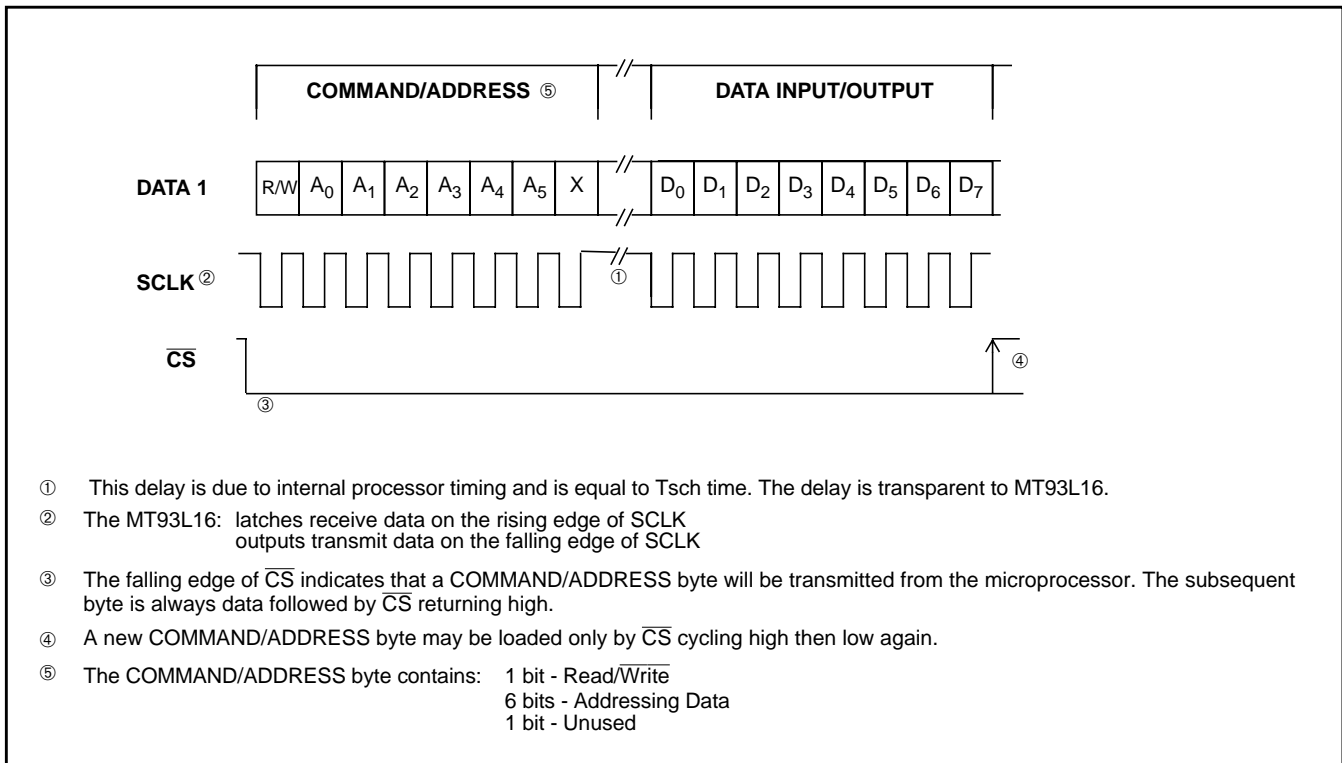 COMMAND/ADDRESS ⑤ DATA INPUT/OUTPUT
DATA 1 R/W A0 A1 A2 A3 A4 A5 X D0 D1 D2 D3 D4 D5 D6 D7
SCLK ② ①
CS ④
③
① This delay is due to internal processor timing and is equal to Tsch time. The delay is transparent to MT93L16.
② The MT93L16: latches receive data on the rising edge of SCLK
outputs transmit data on the falling edge of SCLK
③ The falling edge of CS indicates that a COMMAND/ADDRESS byte will be transmitted from the microprocessor. The subsequent
byte is always data followed by CS returning high.
④ A new COMMAND/ADDRESS byte may be loaded only by CS cycling high then low again.
⑤ The COMMAND/ADDRESS byte contains: 1 bit - Read/Write
6 bits - Addressing Data
1 bit - Unused